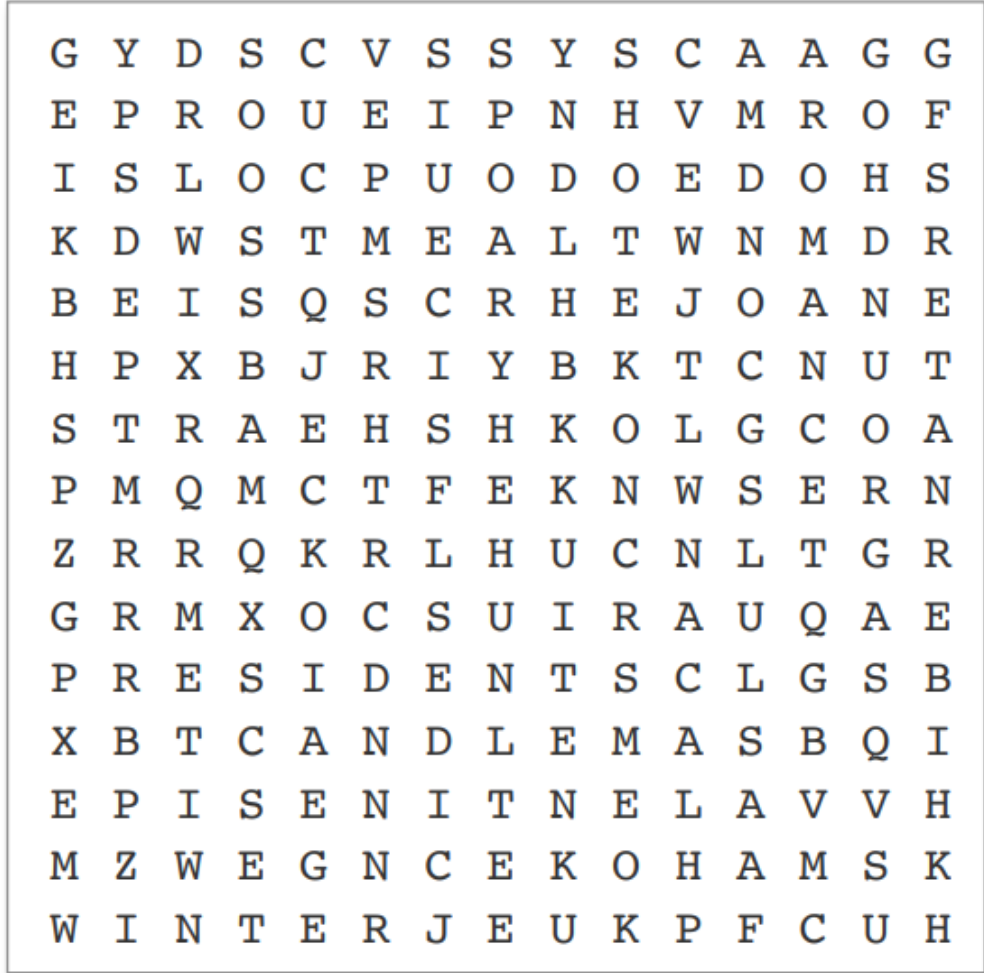 G Y D S C V S S Y S C A A G G
E P R O U E I P N H V M R O F
I S L O C P U O D O E D O H S
K D W S T M E A L T W N M D R
B E I S Q S C R H E J O A N E
H P X B J R I Y B K T C N U T
S T R A E H S H K O L G C O A
P M Q M C T F E K N W S E R N
Z R R Q K R L H U C N L T G R
G R M X O C S U I R A U Q A E
P R E S I D E N T S C L G S B
X B T C A N D L E M A S B Q I
E P I S E N I T N E L A V V H
M Z W E G N C E K O H A M S K
W I N T E R J E U K P F C U H